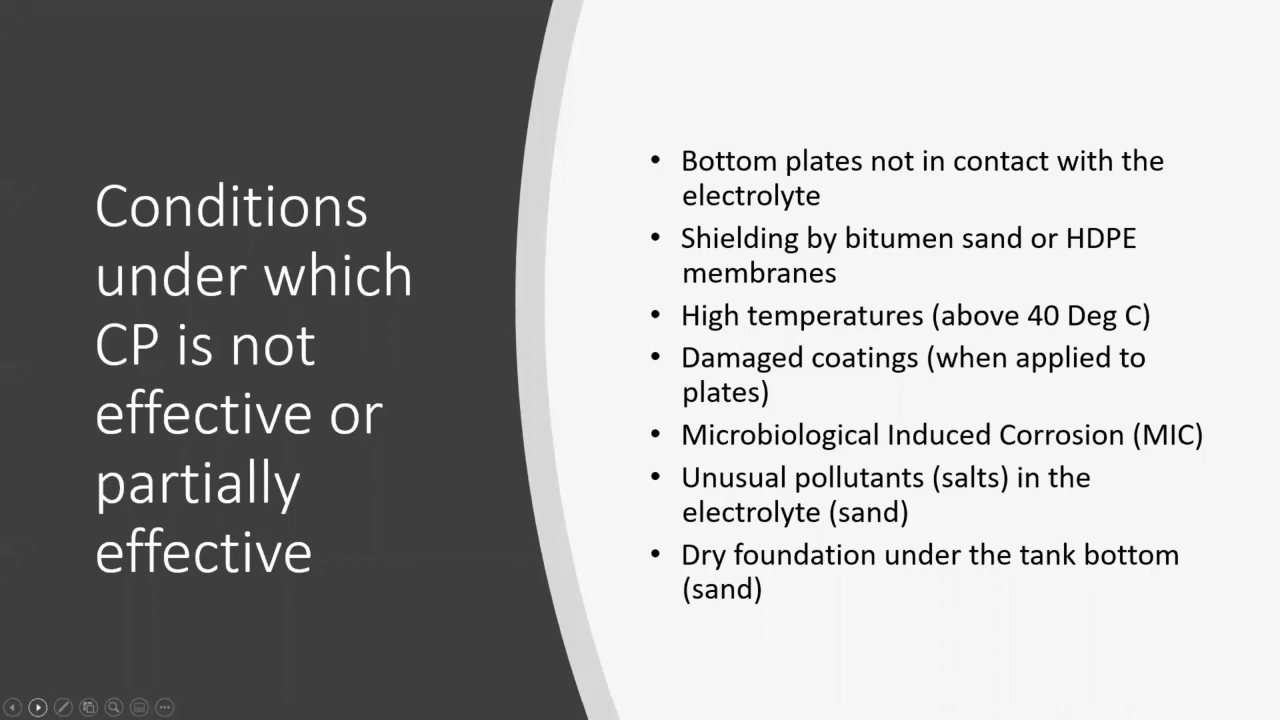 Conditions
under which
CP is not
effective or
partially
effective
• Bottom plates not in contact with the
electrolyte
• Shielding by bitumen sand or HDPE
membranes
• High temperatures (above 40 Deg C)
• Damaged coatings (when applied to
plates)
• Microbiological Induced Corrosion (MIC)
• Unusual pollutants (salts) in the
electrolyte (sand)
• Dry foundation under the tank bottom
(sand)